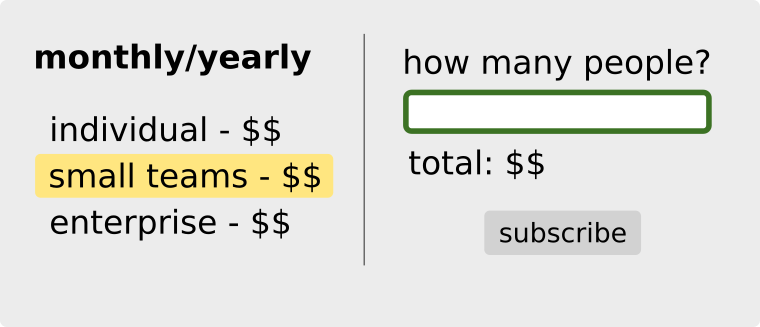 monthly/yearly
individual - $$
small teams - $$
enterprise - $$
how many people?
total: $$
subscribe